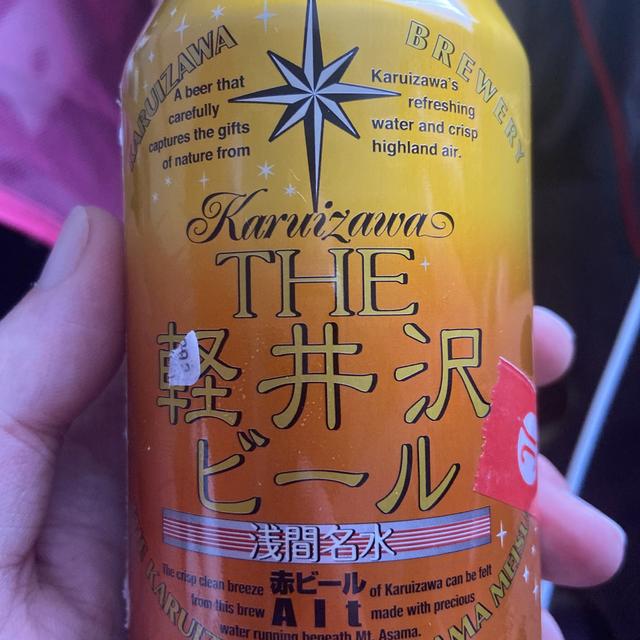 KARUIZAWA BREWERY
A beer that
carefully
captures the gifts
of nature from
Karuizawa's
refreshing
water and crisp
highland air.
Karuizawa
THE
軽井沢
ビール
浅間名水
The crisp clean breeze 赤ビール of Karuizawa can be felt
from this brew Alt made with precious
water running beneath Mt. Asama.